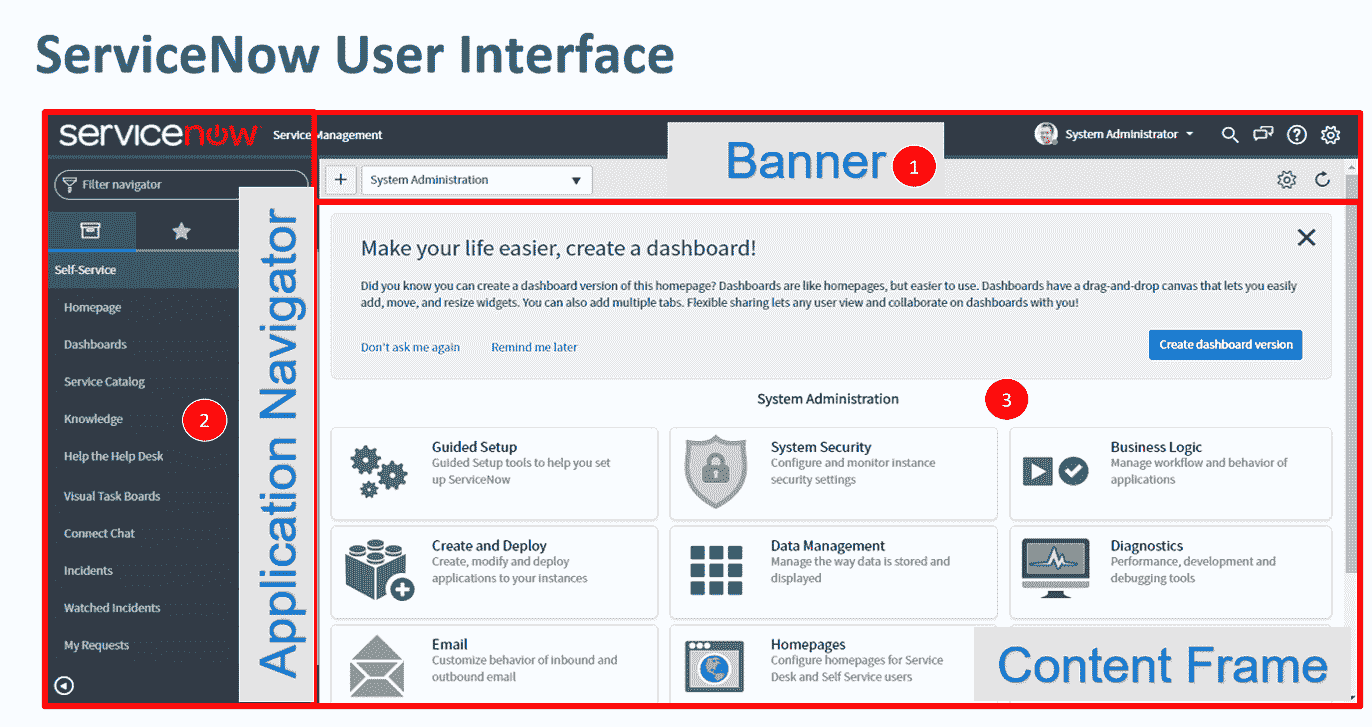 ServiceNow User Interface
servicenow Service Management
System Administrator
Banner 1
Filter navigator
+ System Administration
Application Navigator
Self-Service
Homepage
Dashboards
Service Catalog
Knowledge
2
Help the Help Desk
Visual Task Boards
Connect Chat
Incidents
Watched Incidents
My Requests
Make your life easier, create a dashboard!
Did you know you can create a dashboard version of this homepage? Dashboards are like homepages, but easier to use. Dashboards have a drag-and-drop canvas that lets you easily
add, move, and resize widgets. You can also add multiple tabs. Flexible sharing lets any user view and collaborate on dashboards with you!
Don't ask me again Remind me later
Create dashboard version
System Administration
3
Guided Setup
Guided Setup tools to help you set
up ServiceNow
System Security
Configure and monitor instance
security settings
Business Logic
Manage workflow and behavior of
applications
Create and Deploy
Create, modify and deploy
applications to your instances
Data Management
Manage the way data is stored and
displayed
Diagnostics
Performance, development and
debugging tools
Email
Customize behavior of inbound and
outbound email
Homepages
Configure homepages for Service
Desk and Self Service users
Content Frame